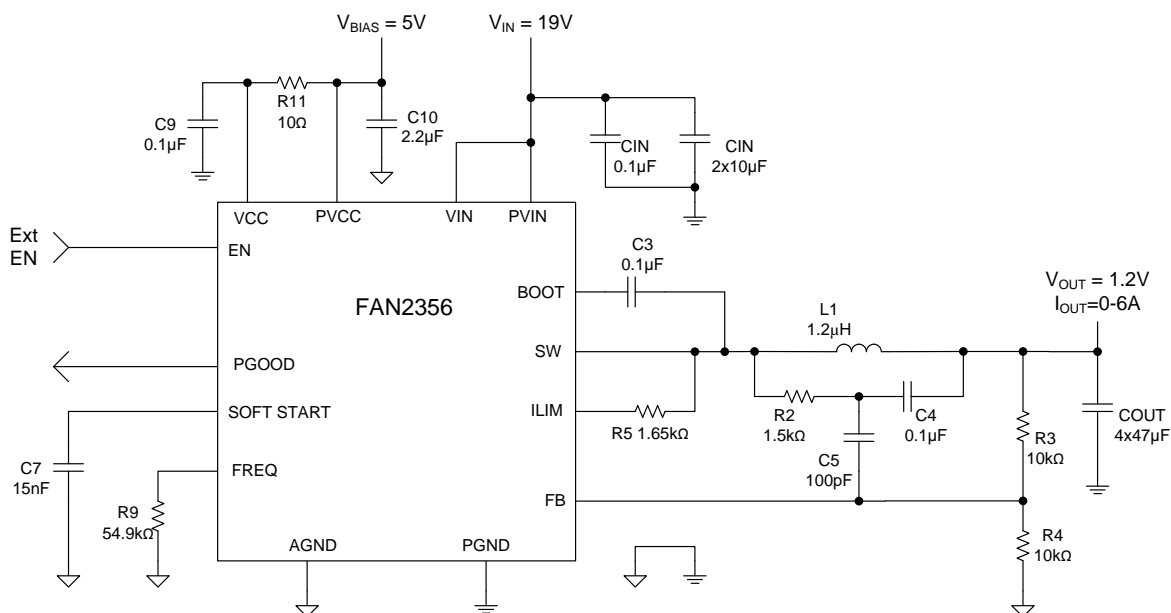 V_BIAS = 5V
V_IN = 19V
R11
10Ω
C9
0.1µF
C10
2.2µF
CIN
0.1µF
CIN
2x10µF
VCC
PVCC
VIN
PVIN
Ext
EN
EN
C3
0.1µF
BOOT
FAN2356
V_OUT = 1.2V
I_OUT=0-6A
L1
1.2µH
SW
PGOOD
SOFT START
ILIM
R5 1.65kΩ
R2
1.5kΩ
C4
0.1µF
COUT
4x47µF
R3
10kΩ
C7
15nF
FREQ
C5
100pF
R9
54.9kΩ
FB
R4
10kΩ
AGND
PGND